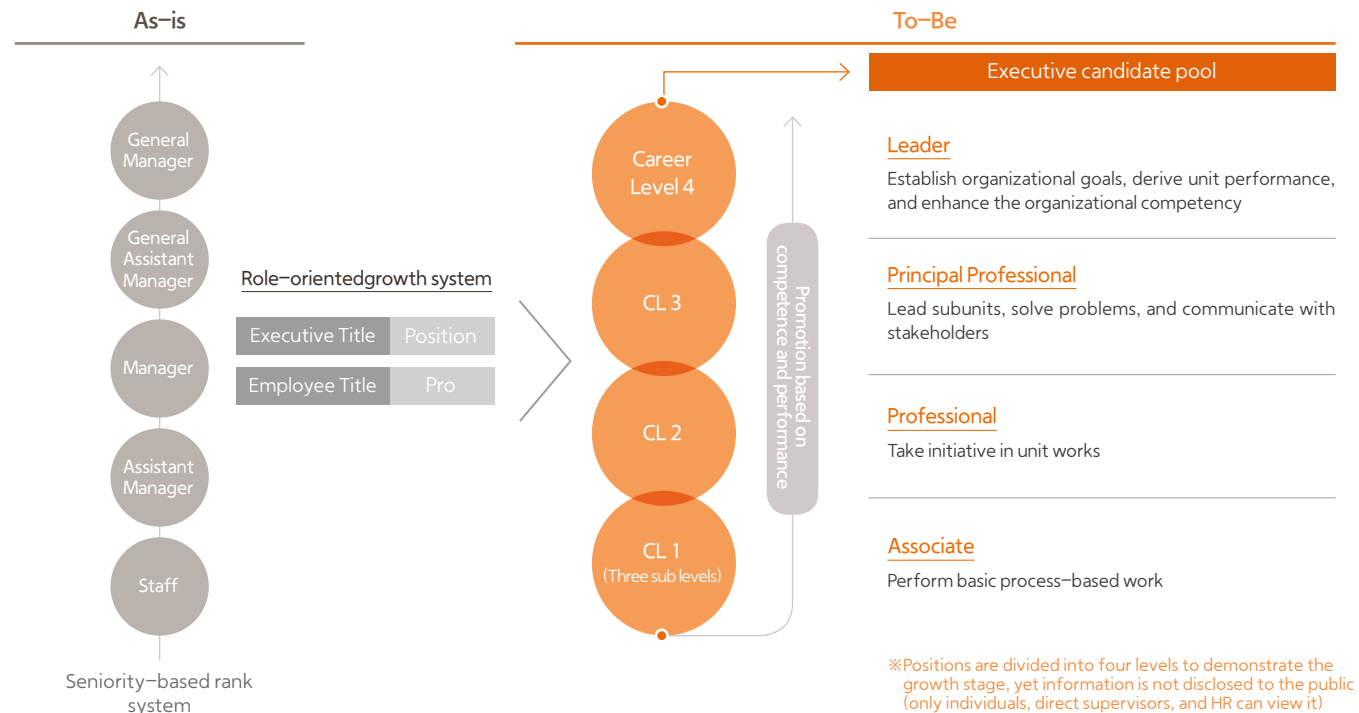 As-is
To-Be
General
Manager
General
Assistant
Manager
Manager
Assistant
Manager
Staff
Seniority-based rank
system
Role-orientedgrowth system
Executive Title Position
Employee Title Pro
Career
Level 4
CL 3
CL 2
CL 1
(Three sub levels)
Promotion based on
competence and performance
Executive candidate pool
Leader
Establish organizational goals, derive unit performance,
and enhance the organizational competency
Principal Professional
Lead subunits, solve problems, and communicate with
stakeholders
Professional
Take initiative in unit works
Associate
Perform basic process-based work
※Positions are divided into four levels to demonstrate the
growth stage, yet information is not disclosed to the public
(only individuals, direct supervisors, and HR can view it)